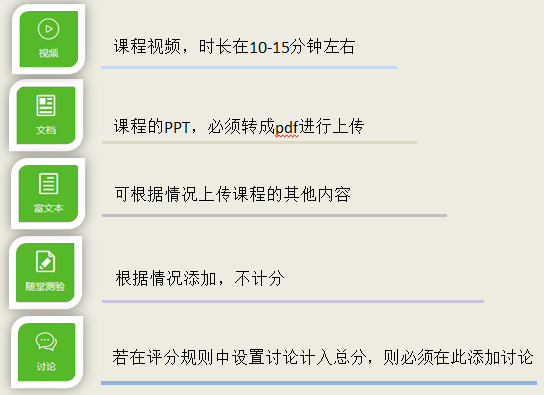 视频
课程视频，时长在10-15分钟左右
文档
课程的PPT，必须转成pdf进行上传
富文本
可根据情况上传课程的其他内容
随堂测验
根据情况添加，不计分
讨论
若在评分规则中设置讨论计入总分，则必须在此添加讨论